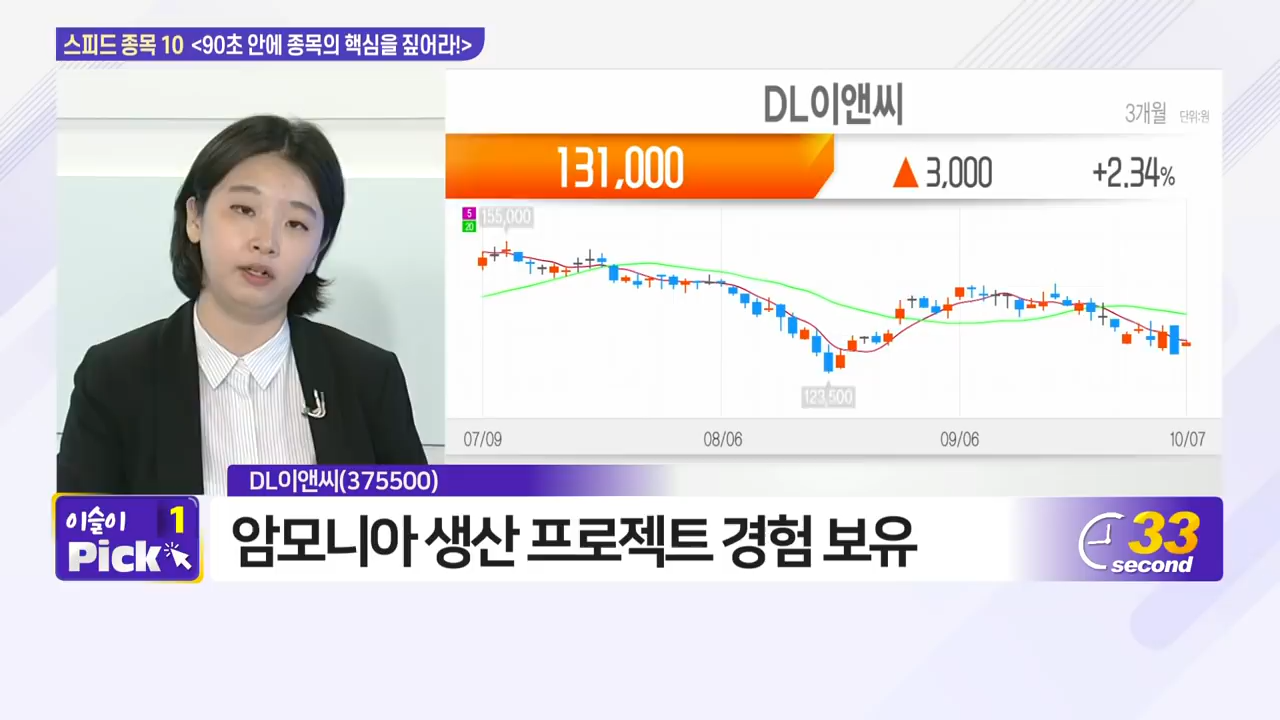 스피드 종목 10 <90초 안에 종목의 핵심을 짚어라!>
DL이앤씨
3개월 단위:원
131,000 ▲ 3,000 +2.34%
5
20
155,000
123,500
07/09 08/06 09/06 10/07
DL이앤씨(375500)
이슬이 1
Pick
암모니아 생산 프로젝트 경험 보유
33
second